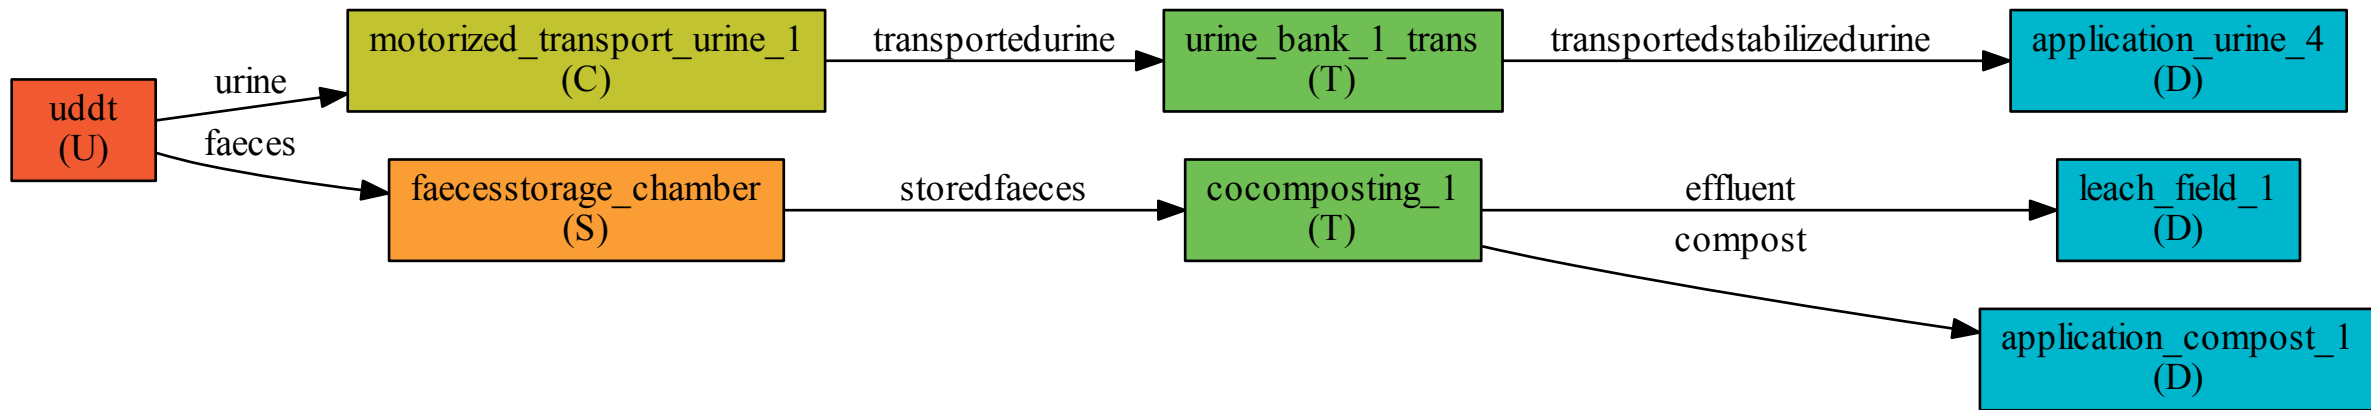 uddt
(U)
urine
faeces
motorized_transport_urine_1
(C)
transportedurine
urine_bank_1_trans
(T)
transportedstabilizedurine
application_urine_4
(D)
faecesstorage_chamber
(S)
storedfaeces
cocomposting_1
(T)
effluent
compost
leach_field_1
(D)
application_compost_1
(D)